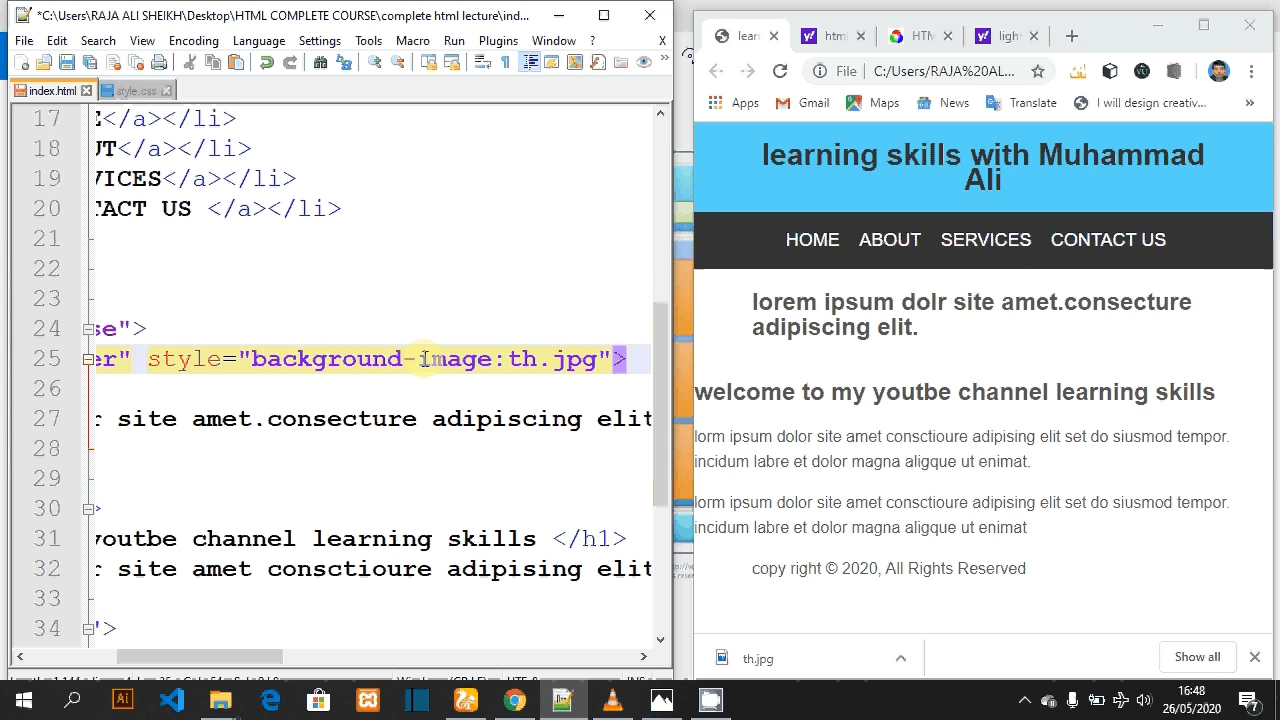 *C:\Users\RAJA ALI SHEIKH\Desktop\HTML COMPLETE COURSE\complete html lecture\ind...
File Edit Search View Encoding Language Settings Tools Macro Run Plugins Window ? X
index.html style.css
17 E</a></li>
18 UT</a></li>
19 VICES</a></li>
20 TACT US </a></li>
21
22
23
24 se">
25 er" style="background-image:th.jpg">
26
27 r site amet.consecture adipiscing elit
28
29
30 >
31 youtbe channel learning skills </h1>
32 r site amet consctioure adipising elit
33
34 ">
learn htm HTM light
File C:/Users/RAJA%20AL...
Apps Gmail Maps News Translate I will design creativ... »
learning skills with Muhammad
Ali
HOME ABOUT SERVICES CONTACT US
lorem ipsum dolr site amet.consecture
adipiscing elit.
welcome to my youtbe channel learning skills
lorm ipsum dolor site amet consctioure adipising elit set do siusmod tempor.
incidum labre et dolor magna aligque ut enimat.
lorm ipsum dolor site amet consctioure adipising elit set do siusmod tempor.
incidum labre et dolor magna aligque ut enimat
copy right © 2020, All Rights Reserved
th.jpg Show all
16:48
26/05/2020